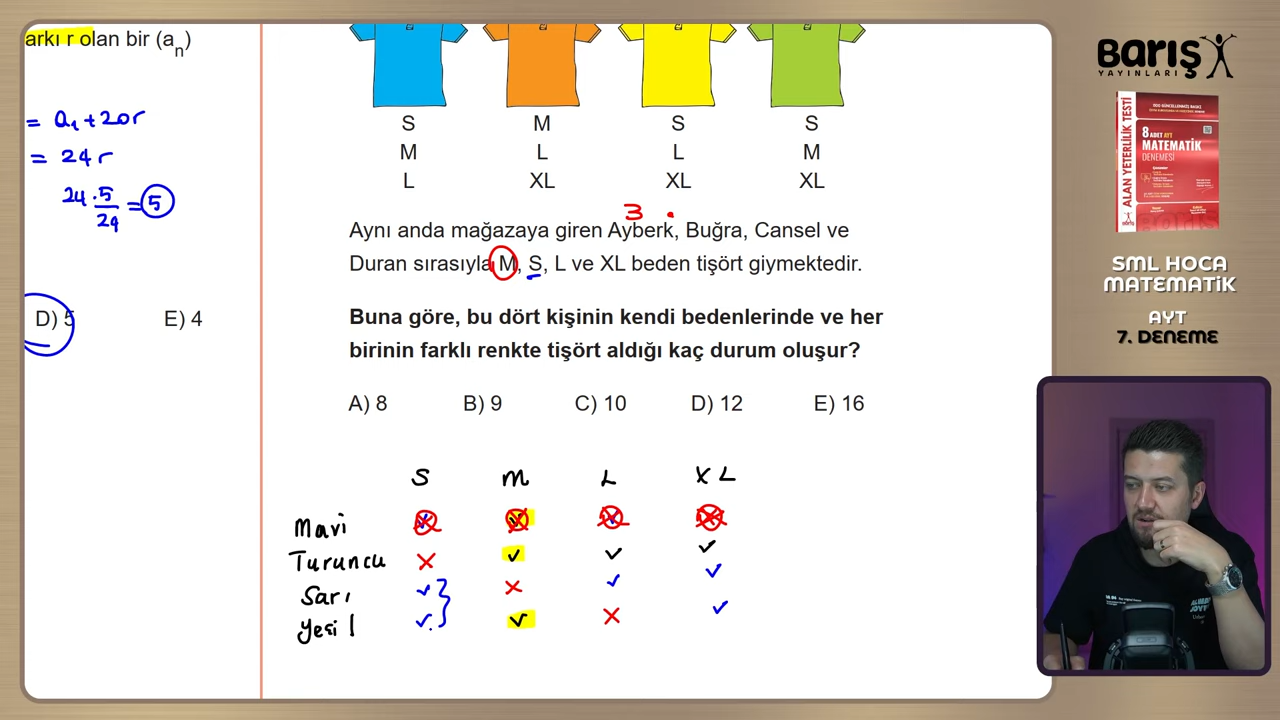 arkı r olan bir (an)
= a1 + 20r
= 24r
24 . 5/24 = 5
D) 5
E) 4
S M S S
M L L M
L XL XL XL
3 .
Aynı anda mağazaya giren Ayberk, Buğra, Cansel ve
Duran sırasıyla M, S, L ve XL beden tişört giymektedir.
Buna göre, bu dört kişinin kendi bedenlerinde ve her
birinin farklı renkte tişört aldığı kaç durum oluşur?
A) 8 B) 9 C) 10 D) 12 E) 16
S M L XL
Mavi
Turuncu
Sarı
Yeşil
BARIŞ
YAYINLARI
ALAN YETERLİLİK TESTİ
8 ADET AYT
MATEMATİK
DENEMESİ
SML HOCA
MATEMATİK
AYT
7. DENEME